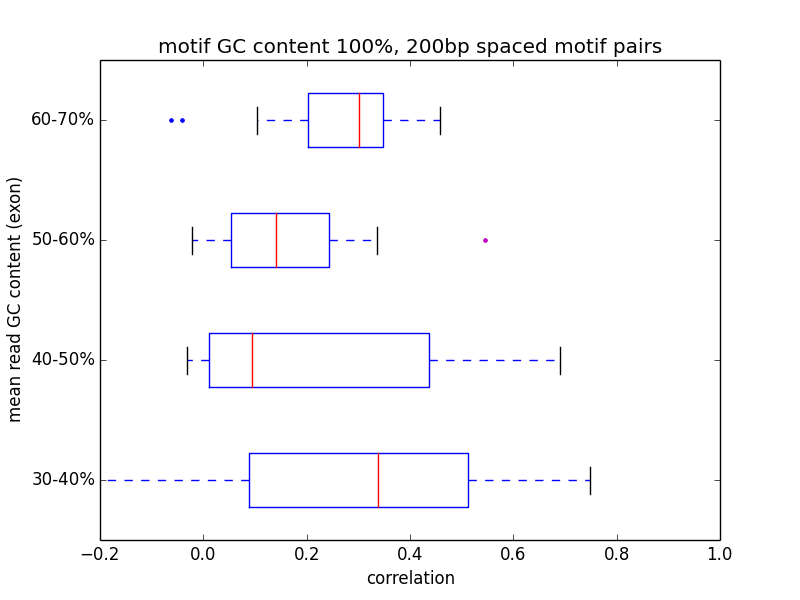 motif GC content 100%, 200bp spaced motif pairs
mean read GC content (exon)
60-70%
50-60%
40-50%
30-40%
−0.2 0.0 0.2 0.4 0.6 0.8 1.0
correlation